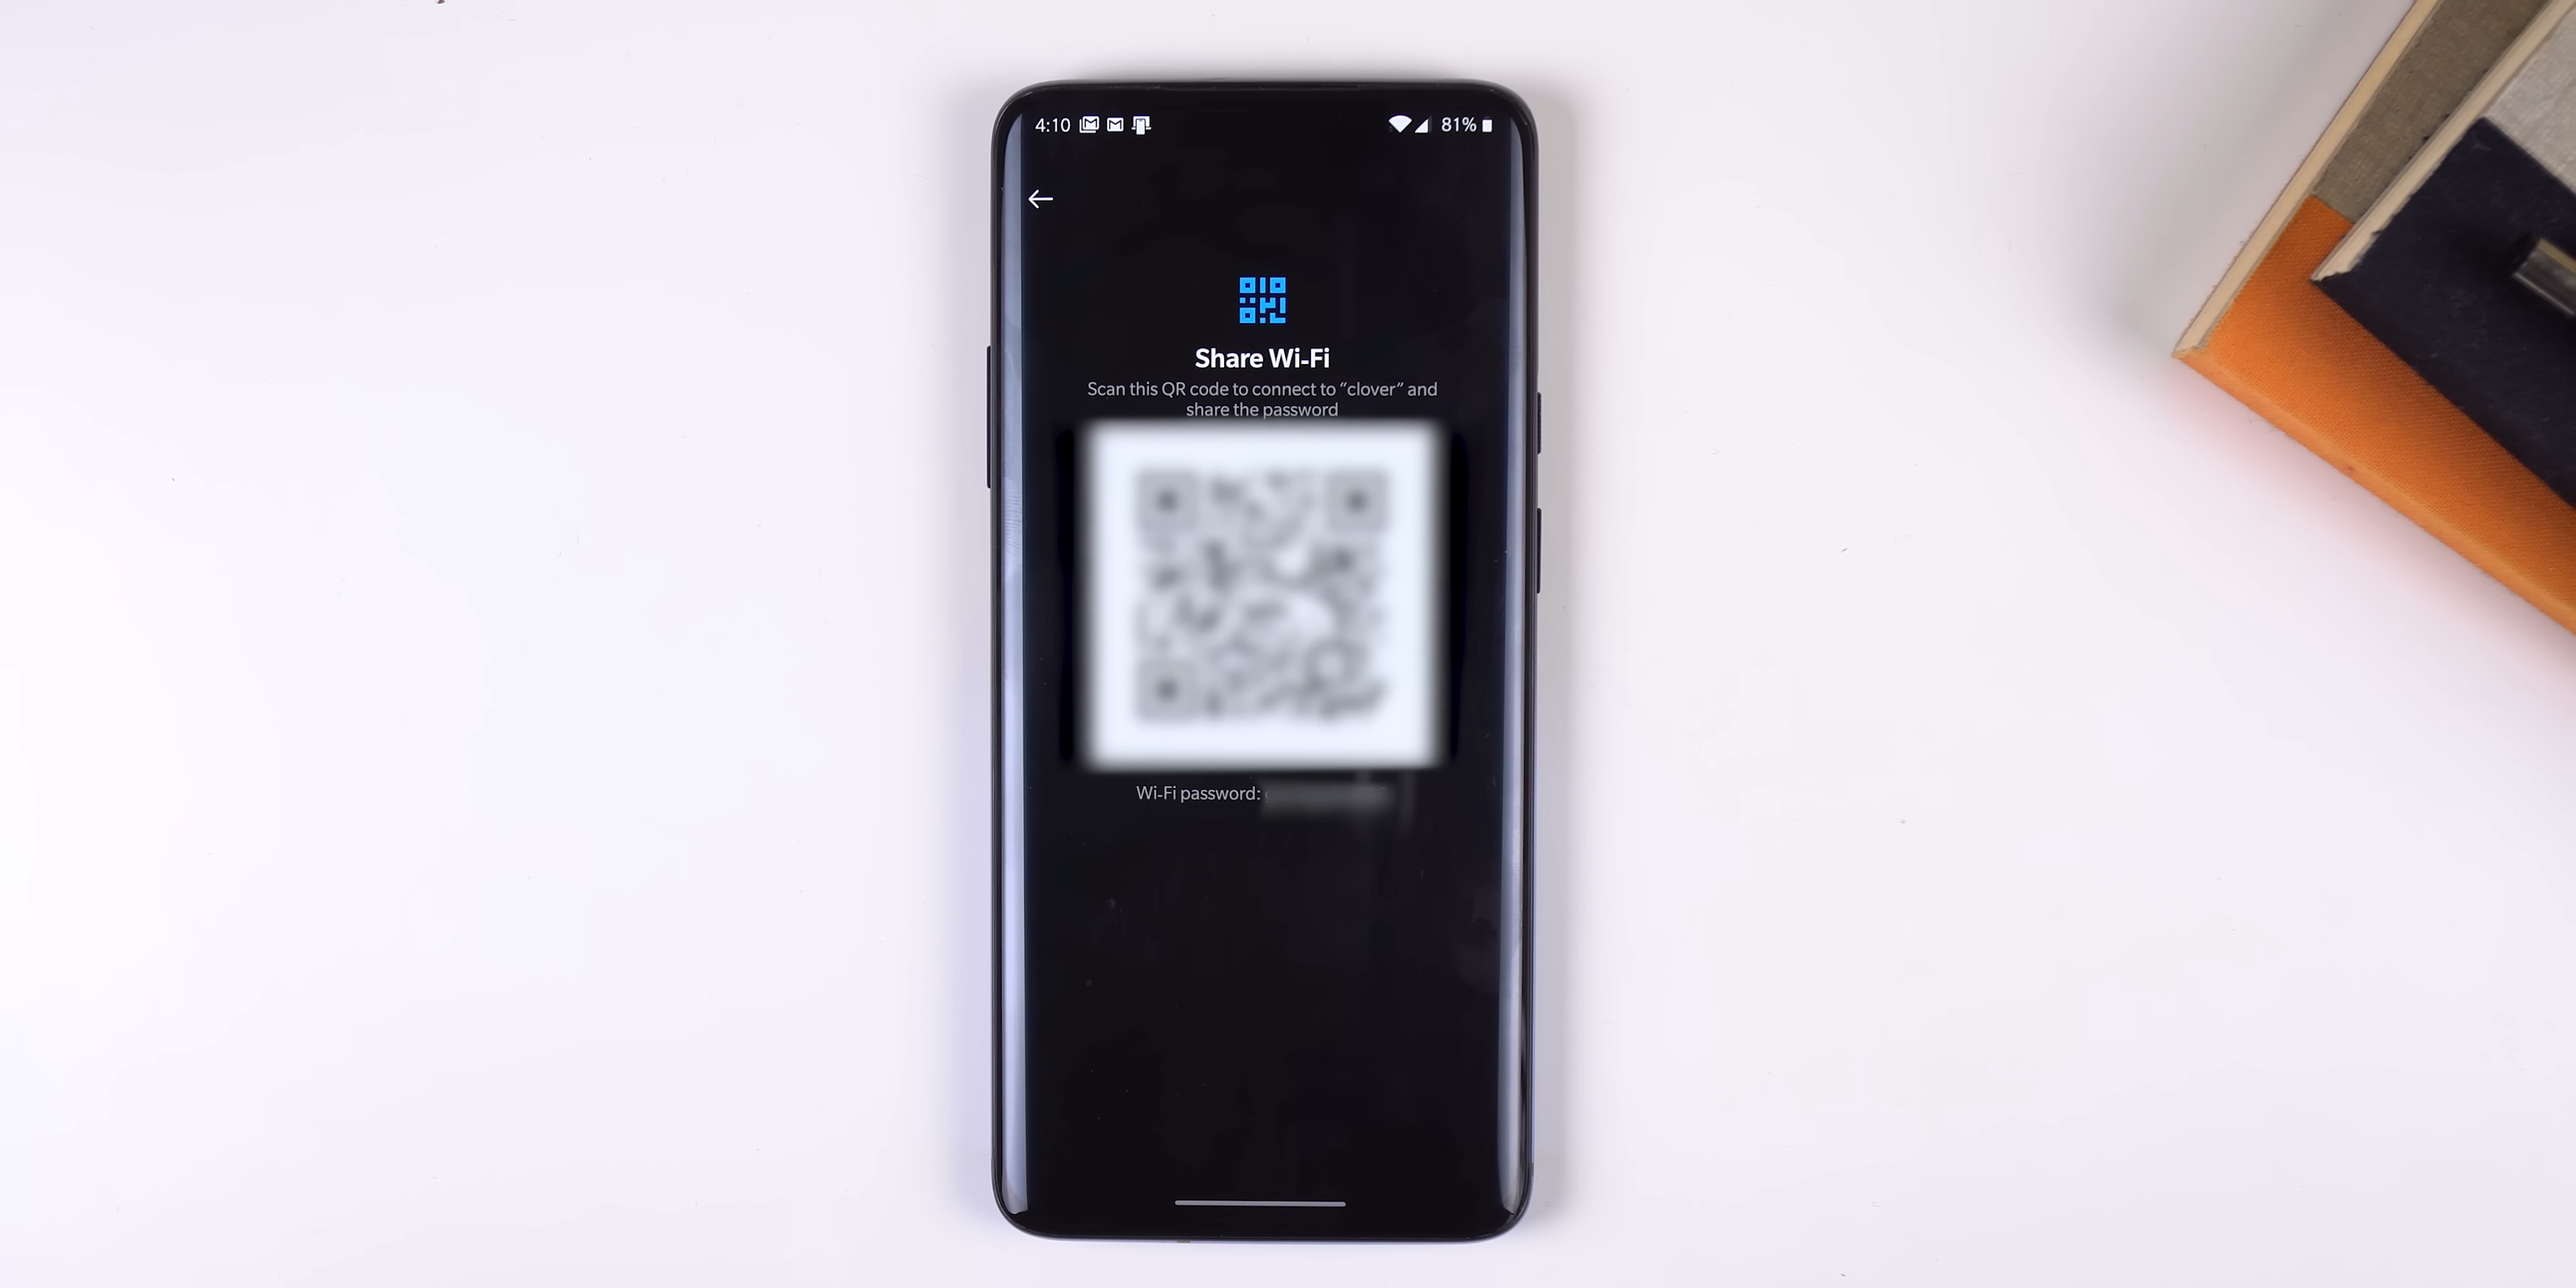 4:10 81%
Share Wi-Fi
Scan this QR code to connect to “clover” and
share the password
Wi-Fi password: